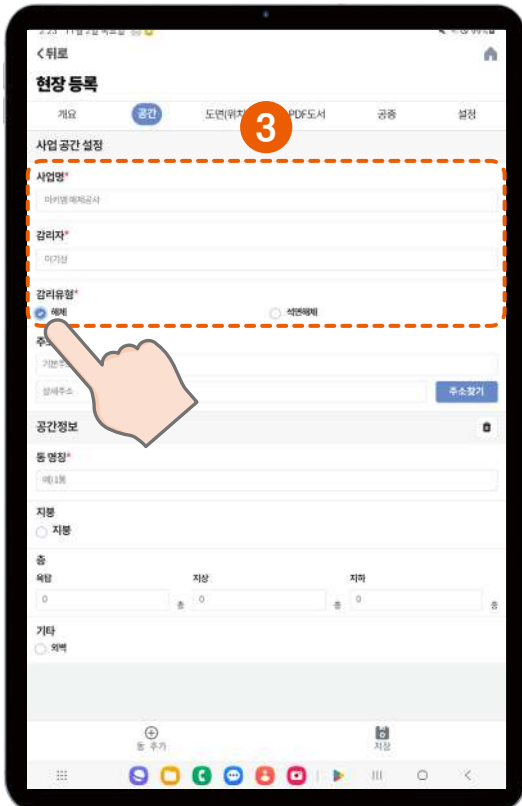 뒤로
현장 등록
개요 공간 PDF도서 공종 설정
3
사업 공간 설정
사업명*
감리자*
감리유형*
해체 석면해체
상세주소 주소찾기
공간정보
동 명칭*
예) 1동
지붕
지붕
층
옥탑 지상 지하
0 층 0 층 0 층
기타
외벽
동 추가 저장